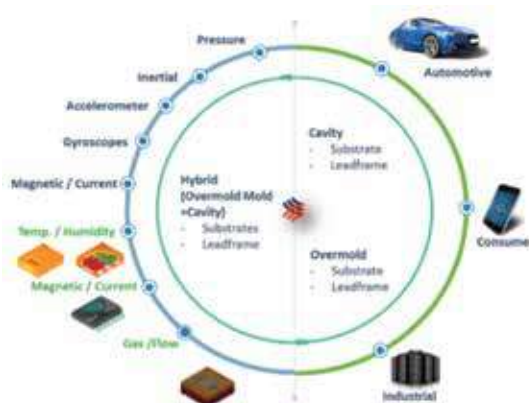 Pressure
Inertial
Accelerometer
Gyroscopes
Magnetic / Current
Temp. / Humidity
Magnetic / Current
Gas /Flow
Automotive
Consume
Industrial
Cavity
- Substrate
- Leadframe
Hybrid
(Overmold Mold
+Cavity)
- Substrates
- Leadframe
Overmold
- Substrate
- Leadframe